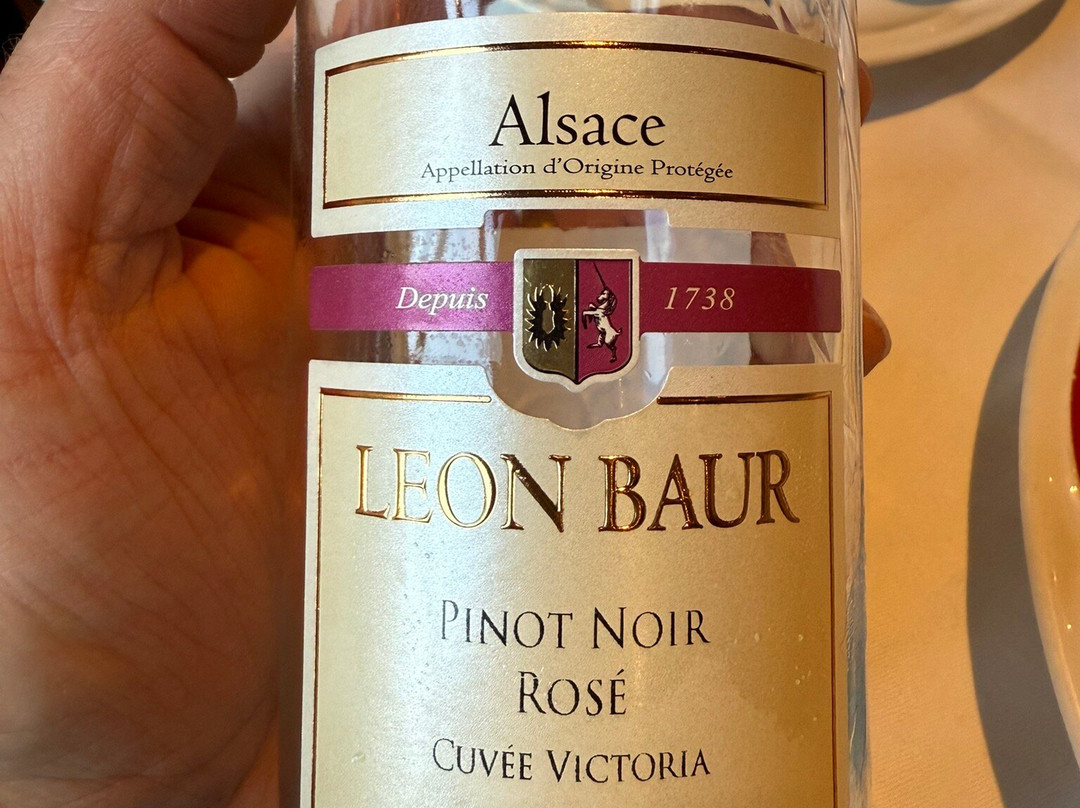 Alsace
Appellation d'Origine Protégée
Depuis 1738
LEON BAUR
PINOT NOIR
ROSÉ
CUVÉE VICTORIA